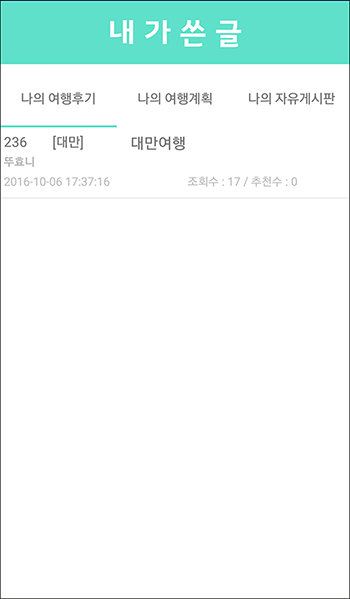 내 가 쓴 글
나의 여행후기 나의 여행계획 나의 자유게시판
236 [대만] 대만여행
뚜효니
2016-10-06 17:37:16 조회수 : 17 / 추천수 : 0